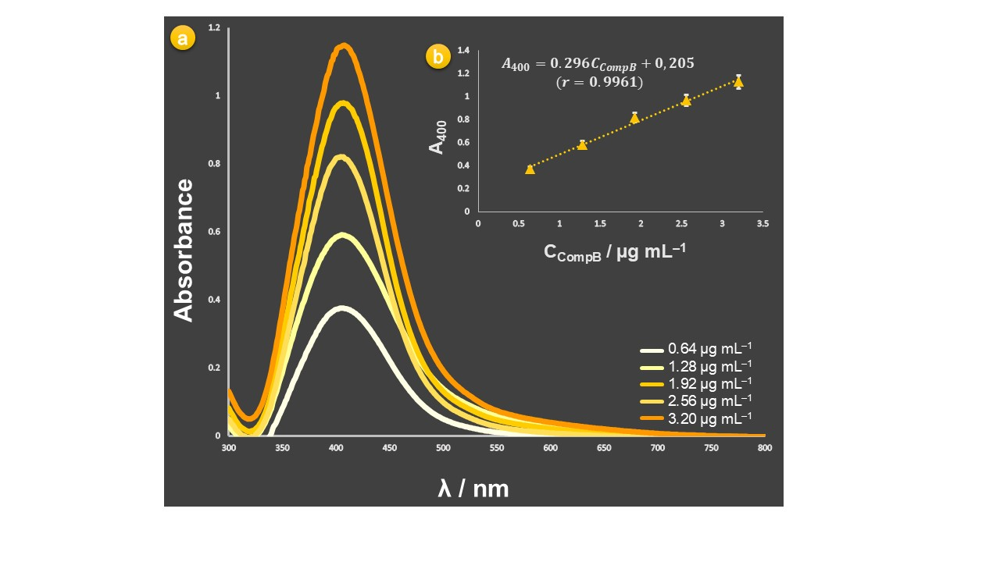 a
1.2
1
0.8
0.6
0.4
0.2
0
Absorbance
300 350 400 450 500 550 600 650 700 750 800
λ / nm
b
A₄₀₀ = 0.296C_CompB + 0,205
(r = 0.9961)
1.4
1.2
1
0.8
0.6
0.4
0.2
0
A₄₀₀
0 0.5 1 1.5 2 2.5 3 3.5
C_CompB / µg mL⁻¹
0.64 µg mL⁻¹
1.28 µg mL⁻¹
1.92 µg mL⁻¹
2.56 µg mL⁻¹
3.20 µg mL⁻¹